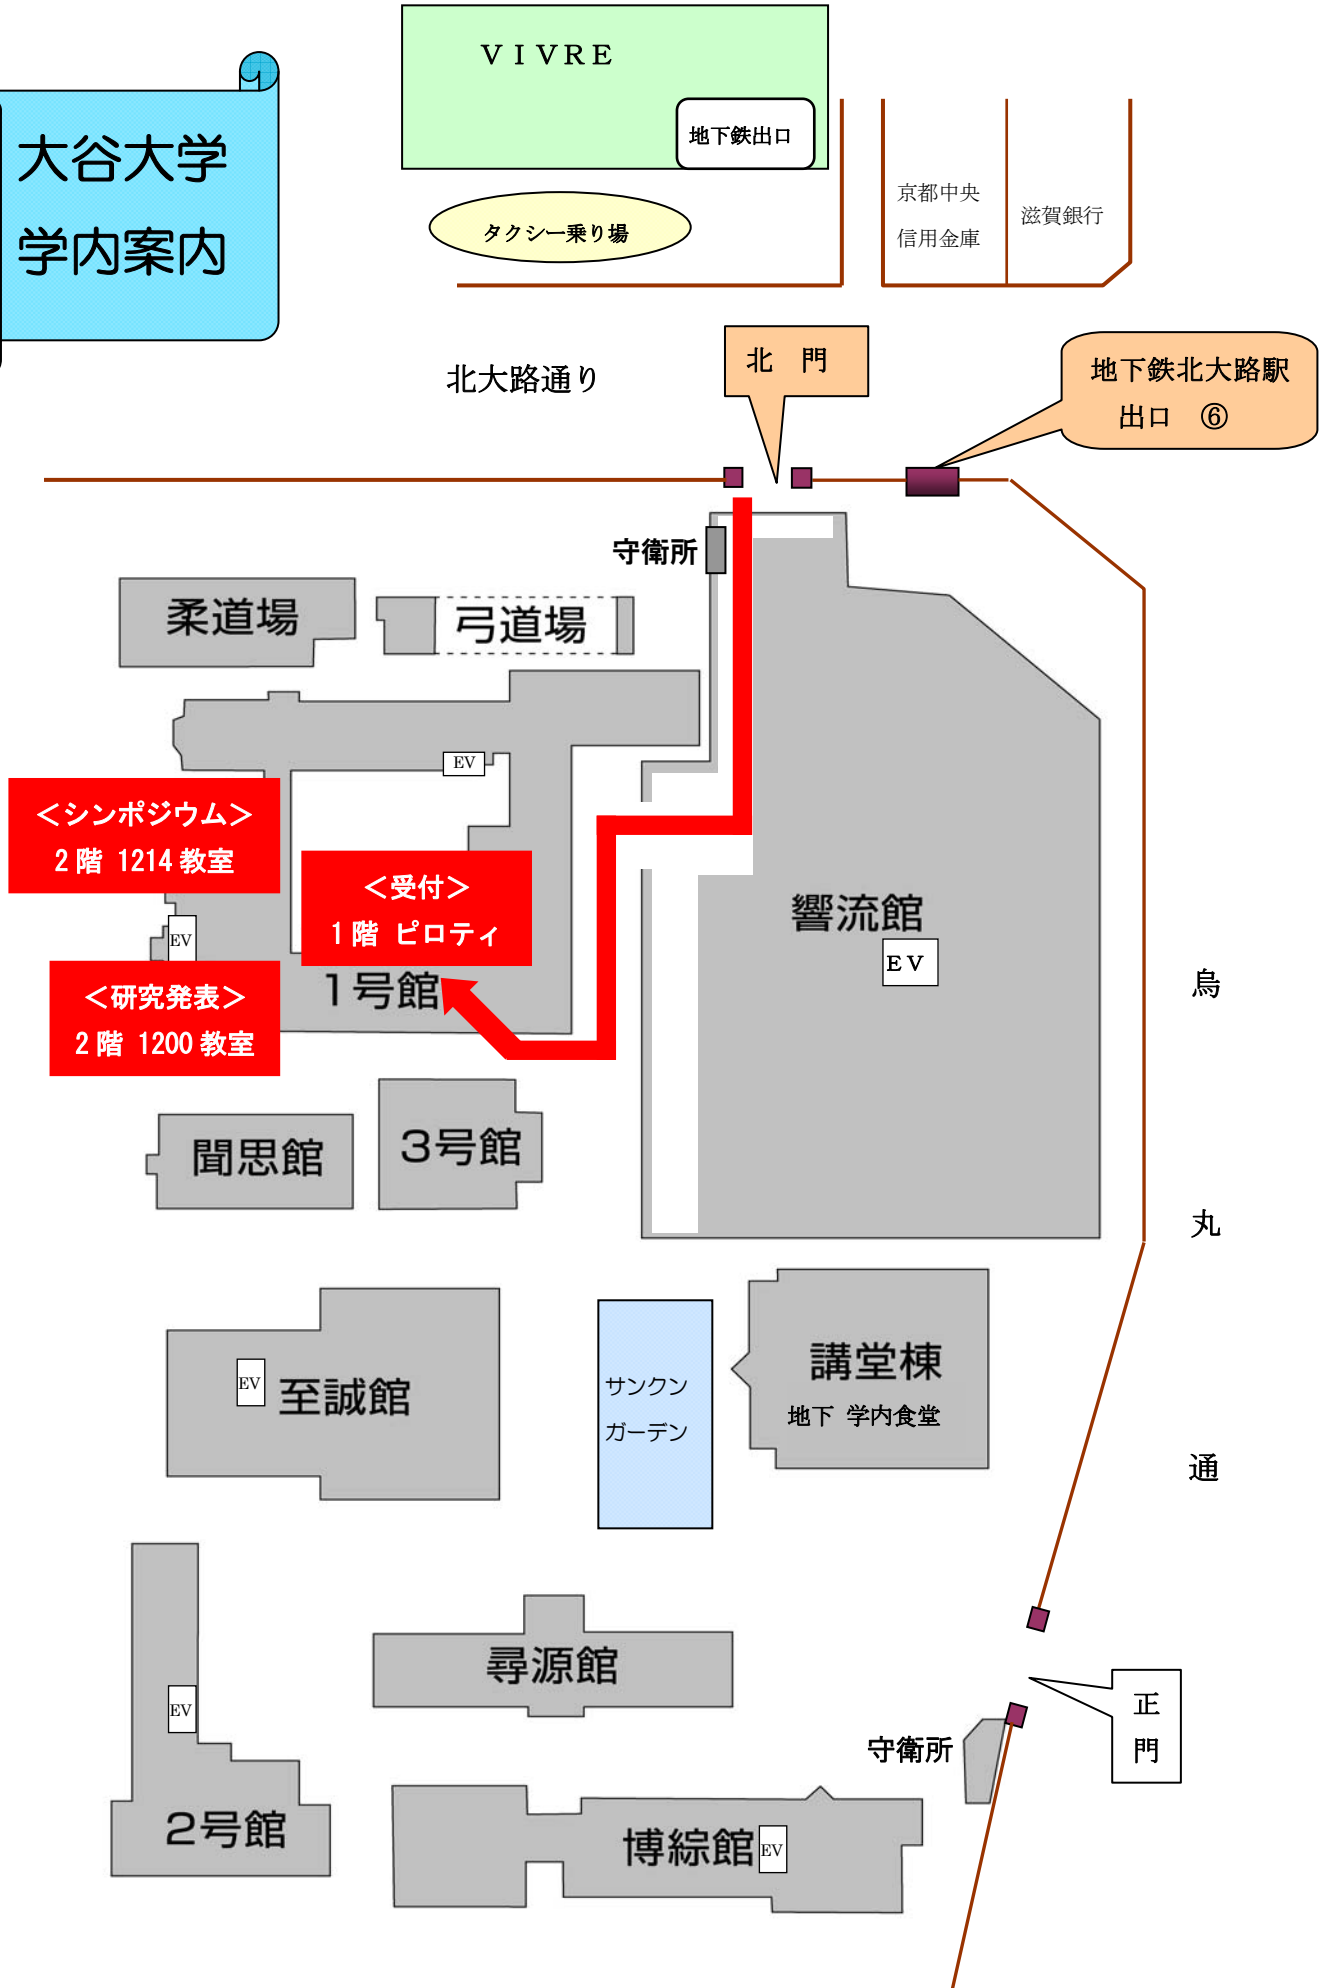 ＶＩＶＲＥ
地下鉄出口
大谷大学
学内案内
タクシー乗り場
京都中央
信用金庫
滋賀銀行
北大路通り
北　門
地下鉄北大路駅
出口　⑥
守衛所
柔道場
弓道場
EV
＜シンポジウム＞
2階 1214教室
＜受付＞
1階 ピロティ
EV
1号館
＜研究発表＞
2階 1200教室
響流館
ＥＶ
烏
丸
通
聞思館
3号館
EV
至誠館
サンクン
ガーデン
講堂棟
地下 学内食堂
尋源館
EV
2号館
正
門
守衛所
博綜館
EV